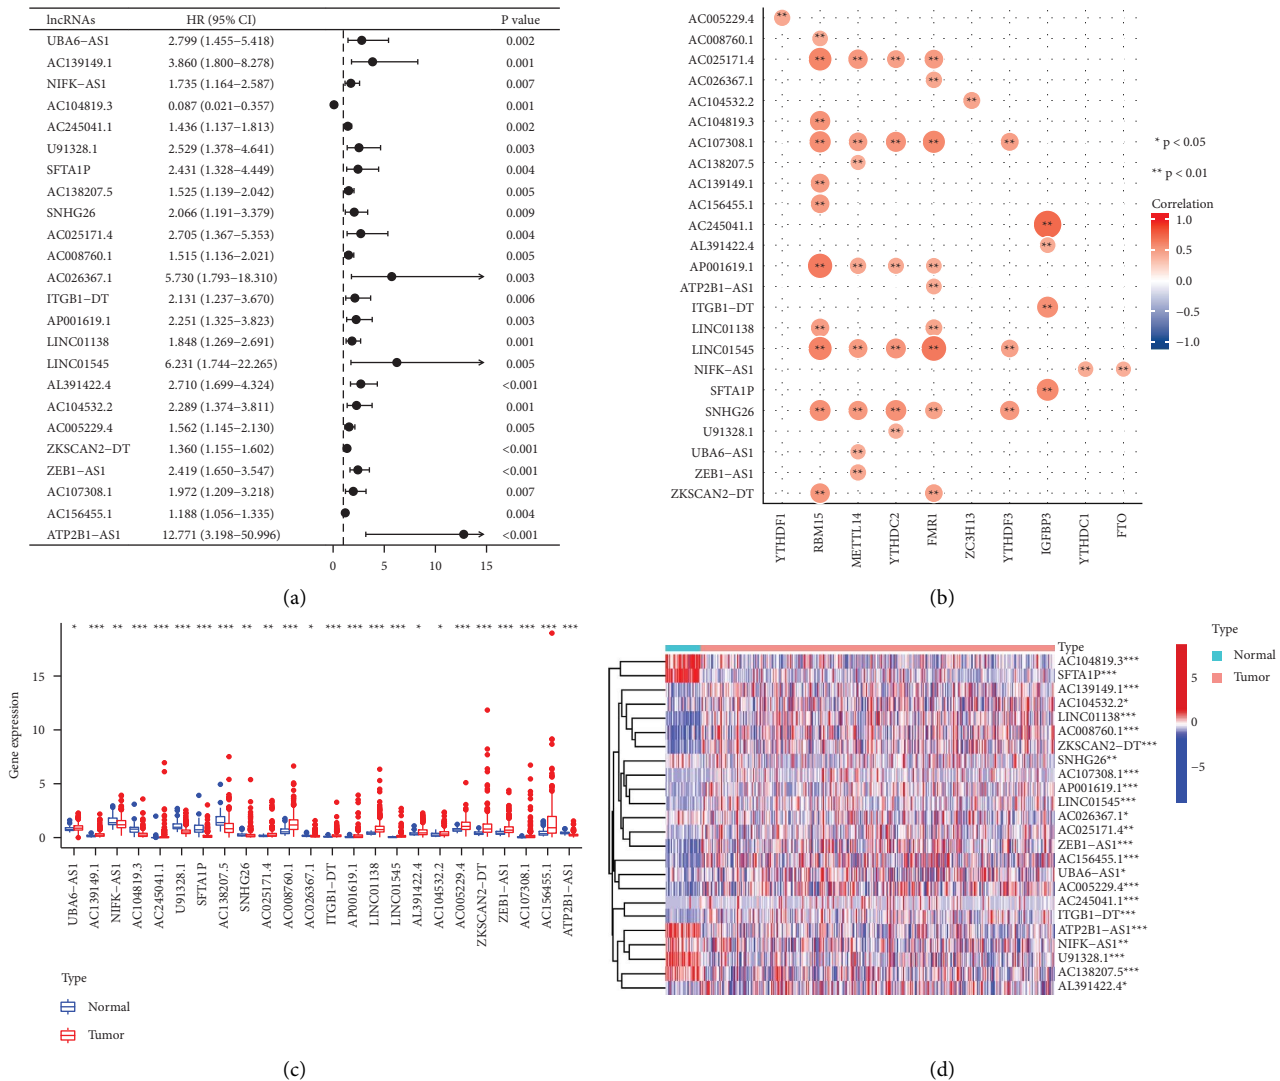 lncRNAs HR (95% CI) P value
UBA6−AS1 2.799 (1.455−5.418) 0.002
AC139149.1 3.860 (1.800−8.278) 0.001
NIFK−AS1 1.735 (1.164−2.587) 0.007
AC104819.3 0.087 (0.021−0.357) 0.001
AC245041.1 1.436 (1.137−1.813) 0.002
U91328.1 2.529 (1.378−4.641) 0.003
SFTA1P 2.431 (1.328−4.449) 0.004
AC138207.5 1.525 (1.139−2.042) 0.005
SNHG26 2.066 (1.191−3.379) 0.009
AC025171.4 2.705 (1.367−5.353) 0.004
AC008760.1 1.515 (1.136−2.021) 0.005
AC026367.1 5.730 (1.793−18.310) 0.003
ITGB1−DT 2.131 (1.237−3.670) 0.006
AP001619.1 2.251 (1.325−3.823) 0.003
LINC01138 1.848 (1.269−2.691) 0.001
LINC01545 6.231 (1.744−22.265) 0.005
AL391422.4 2.710 (1.699−4.324) <0.001
AC104532.2 2.289 (1.374−3.811) 0.001
AC005229.4 1.562 (1.145−2.130) 0.005
ZKSCAN2−DT 1.360 (1.155−1.602) <0.001
ZEB1−AS1 2.419 (1.650−3.547) <0.001
AC107308.1 1.972 (1.209−3.218) 0.007
AC156455.1 1.188 (1.056−1.335) 0.004
ATP2B1−AS1 12.771 (3.198−50.996) <0.001
0 5 10 15
(a)
AC005229.4 **
AC008760.1 **
AC025171.4 ** ** ** **
AC026367.1 **
AC104532.2 **
AC104819.3 **
AC107308.1 ** ** ** ** **
AC138207.5 **
AC139149.1 **
AC156455.1 **
AC245041.1 **
AL391422.4 **
AP001619.1 ** ** ** **
ATP2B1−AS1 **
ITGB1−DT **
LINC01138 ** **
LINC01545 ** ** ** ** **
NIFK−AS1 ** **
SFTA1P **
SNHG26 ** ** ** ** **
U91328.1 **
UBA6−AS1 **
ZEB1−AS1 **
ZKSCAN2−DT ** **
YTHDF1 RBM15 METTL14 YTHDC2 FMR1 ZC3H13 YTHDF3 IGFBP3 YTHDC1 FTO
* p < 0.05
** p < 0.01
Correlation
1.0
0.5
0.0
−0.5
−1.0
(b)
* *** ** *** *** *** *** *** ** ** *** * *** *** *** *** * * *** *** *** *** *** ***
Gene expression
15
10
5
0
UBA6−AS1 AC139149.1 NIFK−AS1 AC104819.3 AC245041.1 U91328.1 SFTA1P AC138207.5 SNHG26 AC025171.4 AC008760.1 AC026367.1 ITGB1−DT AP001619.1 LINC01138 LINC01545 AL391422.4 AC104532.2 AC005229.4 ZKSCAN2−DT ZEB1−AS1 AC107308.1 AC156455.1 ATP2B1−AS1
Type
Normal
Tumor
(c)
Type
AC104819.3***
SFTA1P***
AC139149.1***
AC104532.2*
LINC01138***
AC008760.1***
ZKSCAN2−DT***
SNHG26**
AC107308.1***
AP001619.1***
LINC01545***
AC026367.1*
AC025171.4**
ZEB1−AS1***
AC156455.1***
UBA6−AS1*
AC005229.4***
AC245041.1***
ITGB1−DT***
ATP2B1−AS1***
NIFK−AS1**
U91328.1***
AC138207.5***
AL391422.4*
5
0
−5
Type
Normal
Tumor
(d)